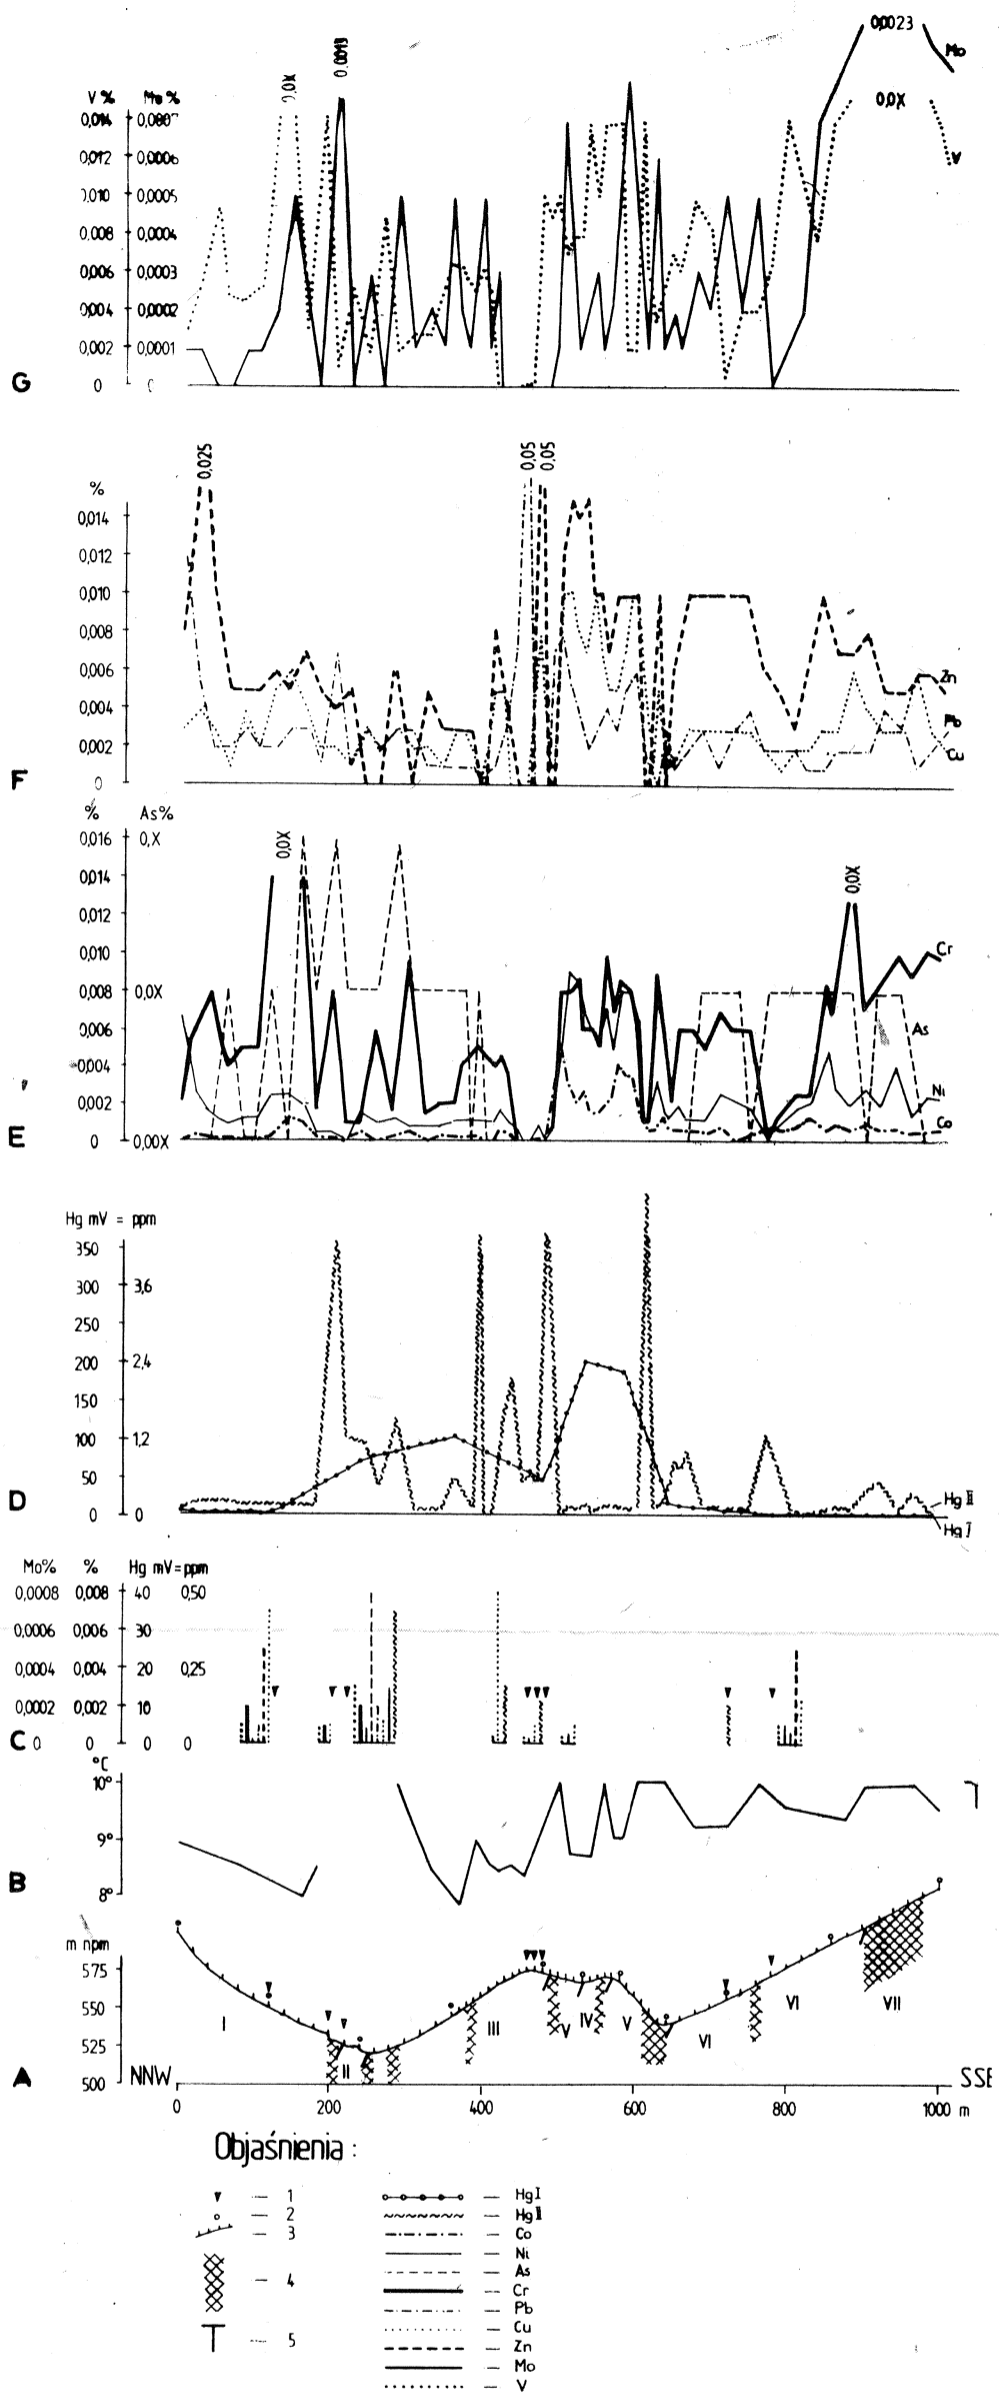 0,0023
Mo
0,0X
0,0013
V % Mo %
0,0X
0,014 0,0007
0,012 0,0006
V
0,010 0,0005
0,008 0,0004
0,006 0,0003
0,004 0,0002
0,002 0,0001
0
G
0,025
0,05
0,05
%
0,014
0,012
0,010
0,008
0,006
Zn
0,004
Pb
0,002
Cu
0
F
% As%
0,016 0,X
0,0X
0,014
0,0X
0,012
0,010
Cr
0,008 0,0X
0,006
As
0,004
Ni
0,002
Co
0 0,00X
E
Hg mV = ppm
350
300 3,6
250
200 2,4
150
100 1,2
50
Hg II
D
0 0
Hg I
Mo% % Hg mV=ppm
0,0008 0,008 40 0,50
0,0006 0,006 30
0,0004 0,004 20 0,25
0,0002 0,002 10
C 0 0 0 0
°C
10°
9°
B
8°
m npm
575
550
525
500
I II III V IV V VI VI VII
A NNW SSE
0 200 400 600 800 1000 m
Objaśnienia :
— 1
— 2
— 3
— 4
— 5
— Hg I
— Hg II
— Co
— Ni
— As
— Cr
— Pb
— Cu
— Zn
— Mo
— V